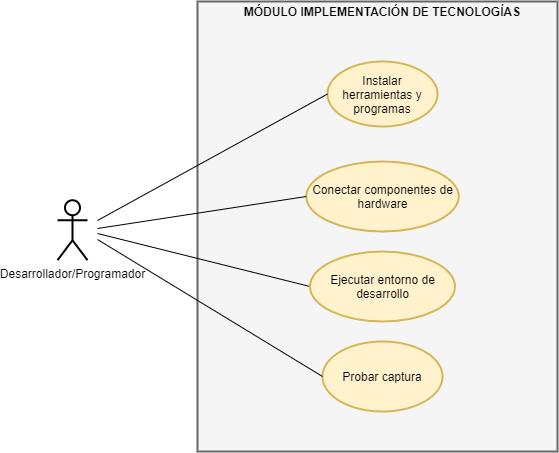 MÓDULO IMPLEMENTACIÓN DE TECNOLOGÍAS
Instalar
herramientas y
programas
Conectar componentes de
hardware
Desarrollador/Programador
Ejecutar entorno de
desarrollo
Probar captura